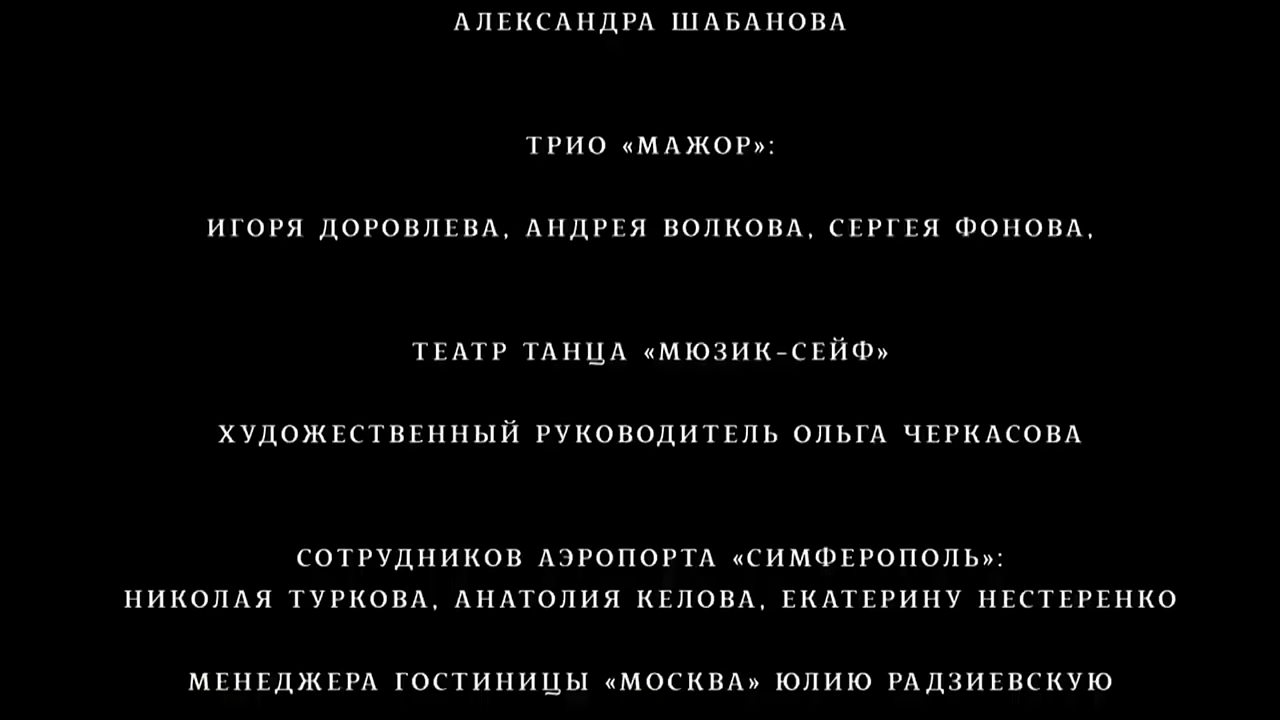 АЛЕКСАНДРА ШАБАНОВА
ТРИО «МАЖОР»:
ИГОРЯ ДОРОВЛЕВА, АНДРЕЯ ВОЛКОВА, СЕРГЕЯ ФОНОВА,
ТЕАТР ТАНЦА «МЮЗИК-СЕЙФ»
ХУДОЖЕСТВЕННЫЙ РУКОВОДИТЕЛЬ ОЛЬГА ЧЕРКАСОВА
СОТРУДНИКОВ АЭРОПОРТА «СИМФЕРОПОЛЬ»:
НИКОЛАЯ ТУРКОВА, АНАТОЛИЯ КЕЛОВА, ЕКАТЕРИНУ НЕСТЕРЕНКО
МЕНЕДЖЕРА ГОСТИНИЦЫ «МОСКВА» ЮЛИЮ РАДЗИЕВСКУЮ